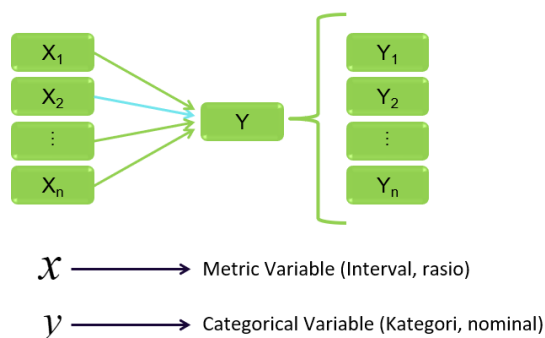 X₁
X₂
⋮
Xₙ
Y
Y₁
Y₂
⋮
Yₙ
x Metric Variable (Interval, rasio)
y Categorical Variable (Kategori, nominal)